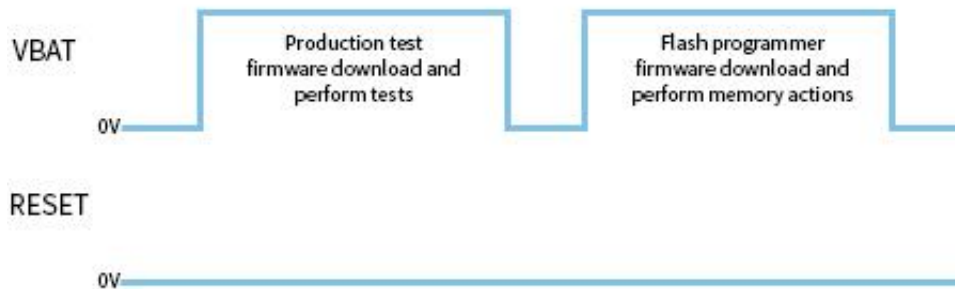 VBAT
Production test
firmware download and
perform tests
Flash programmer
firmware download and
perform memory actions
0V
RESET
0V